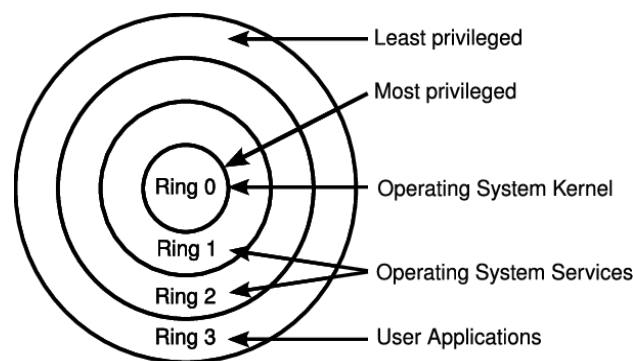 Least privileged
Most privileged
Ring 0
Operating System Kernel
Ring 1
Operating System Services
Ring 2
Ring 3
User Applications